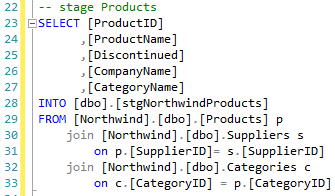 22 -- stage Products
23 SELECT [ProductID]
24 ,[ProductName]
25 ,[Discontinued]
26 ,[CompanyName]
27 ,[CategoryName]
28 INTO [dbo].[stgNorthwindProducts]
29 FROM [Northwind].[dbo].[Products] p
30 join [Northwind].[dbo].Suppliers s
31 on p.[SupplierID]= s.[SupplierID]
32 join [Northwind].[dbo].Categories c
33 on c.[CategoryID] = p.[CategoryID]